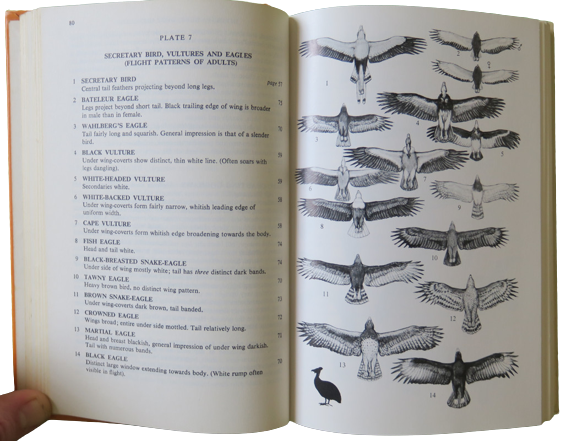 80
PLATE 7
SECRETARY BIRD, VULTURES AND EAGLES
(FLIGHT PATTERNS OF ADULTS)
1 SECRETARY BIRD page 51
Central tail feathers projecting beyond long legs.
2 BATELEUR EAGLE 75
Legs project beyond short tail. Black trailing edge of wing is broader
in male than in female.
3 WAHLBERG'S EAGLE 70
Tail fairly long and squarish. General impression is that of a slender
bird.
4 BLACK VULTURE 59
Under wing-coverts show distinct, thin white line. (Often soars with
legs dangling).
5 WHITE-HEADED VULTURE 59
Secondaries white.
6 WHITE-BACKED VULTURE 58
Under wing-coverts form fairly narrow, whitish leading edge of
uniform width.
7 CAPE VULTURE 58
Under wing-coverts form whitish edge broadening towards the body.
8 FISH EAGLE 76
Head and tail white.
9 BLACK-BREASTED SNAKE-EAGLE 74
Under side of wing mostly white; tail has three distinct dark bands.
10 TAWNY EAGLE
Heavy brown bird, no distinct wing pattern.
11 BROWN SNAKE-EAGLE
Under wing-coverts dark brown, tail banded.
12 CROWNED EAGLE
Wings broad; entire under side mottled. Tail relatively long.
13 MARTIAL EAGLE
Head and breast blackish, general impression of under wing darkish.
Tail with numerous bands.
14 BLACK EAGLE
Distinct large window extending towards body. (White rump often
visible in flight).
1
2
3
4
5
6
7
8
9
10
11
12
13
14